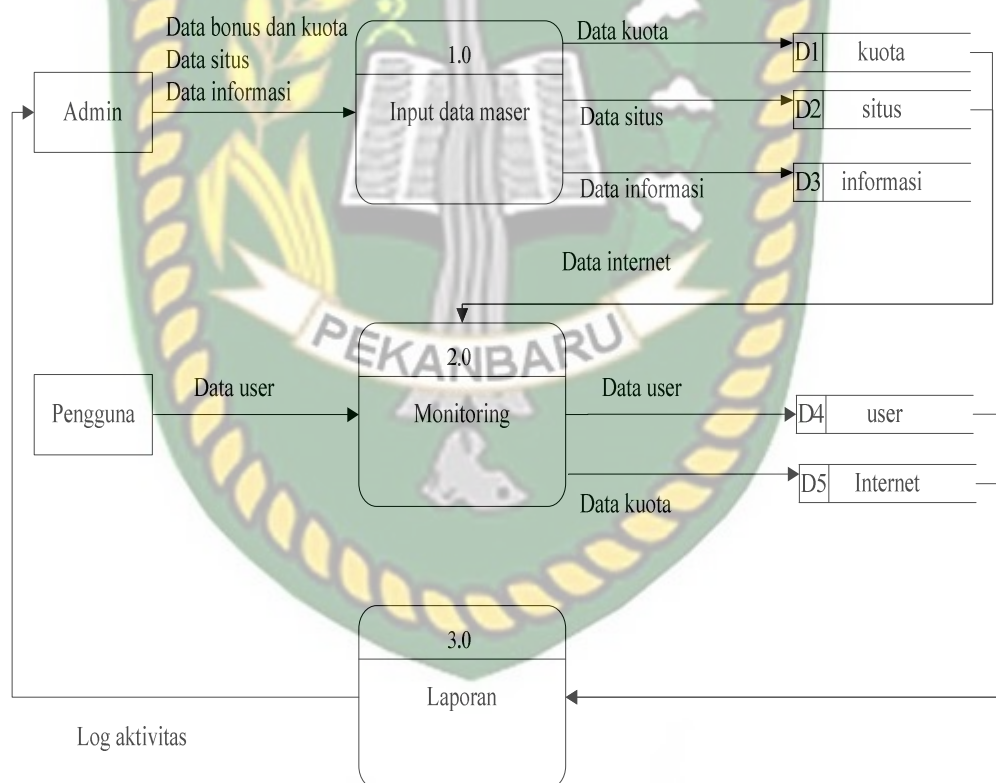 Data bonus dan kuota
Data situs
Data informasi
Admin
1.0
Input data maser
Data kuota
D1 kuota
Data situs
D2 situs
Data informasi
D3 informasi
Data internet
PEKANBARU
2.0
Monitoring
Pengguna
Data user
Data user
D4 user
Data kuota
D5 Internet
3.0
Laporan
Log aktivitas